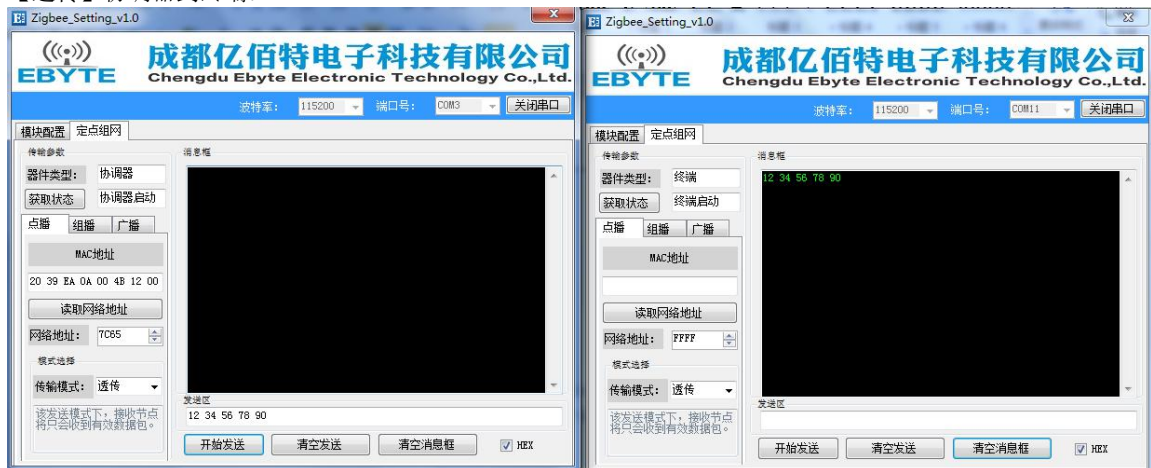 Zigbee_Setting_v1.0
EBYTE
成都亿佰特电子科技有限公司
Chengdu Ebyte Electronic Technology Co.,Ltd.
波特率: 115200 端口号: COM3 关闭串口
模块配置 定点组网
传输参数
器件类型: 协调器
获取状态 协调器启动
点播 组播 广播
MAC地址
20 39 EA 0A 00 4B 12 00
读取网络地址
网络地址: 7C65
模式选择
传输模式: 透传
该发送模式下，接收节点
将只会收到有效数据包。
消息框
发送区
12 34 56 78 90
开始发送 清空发送 清空消息框 HEX
Zigbee_Setting_v1.0
EBYTE
成都亿佰特电子科技有限公司
Chengdu Ebyte Electronic Technology Co.,Ltd.
波特率: 115200 端口号: COM11 关闭串口
模块配置 定点组网
传输参数
器件类型: 终端
获取状态 终端启动
点播 组播 广播
MAC地址
读取网络地址
网络地址: FFFF
模式选择
传输模式: 透传
该发送模式下，接收节点
将只会收到有效数据包。
消息框
12 34 56 78 90
发送区
开始发送 清空发送 清空消息框 HEX